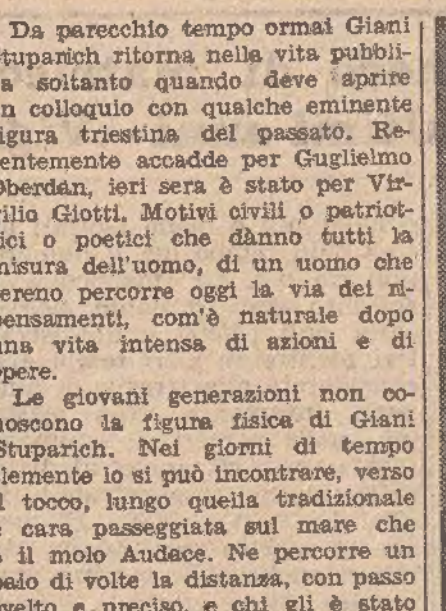 Da parecchio tempo ormai Giani
tuparich ritorna nella vita pubbli-
a soltanto quando deve aprire
n colloquio con qualche eminente
igura triestina del passato. Re-
entemente accadde per Guglielmo
Oberdan, ieri sera è stato per Vir-
ilio Giotti. Motivi civili o patriot-
ici o poetici che dànno tutti la
misura dell'uomo, di un uomo che
ereno percorre oggi la via dei ri-
pensamenti, com'è naturale dopo
una vita intensa di azioni e di
opere.
Le giovani generazioni non co-
noscono la figura fisica di Giani
Stuparich. Nei giorni di tempo
lemente lo si può incontrare, verso
l tocco, lungo quella tradizionale
e cara passeggiata sul mare che
è il molo Audace. Ne percorre un
paio di volte la distanza, con passo
velto e preciso, e chi gli è stato